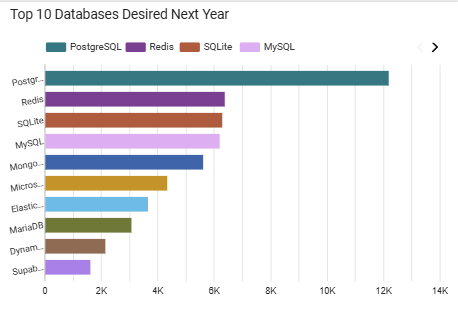 Top 10 Databases Desired Next Year
PostgreSQL Redis SQLite MySQL
Postgr...
Redis
SQLite
MySQL
Mongo...
Micros...
Elastic...
MariaDB
Dynam...
Supab...
0 2K 4K 6K 8K 10K 12K 14K